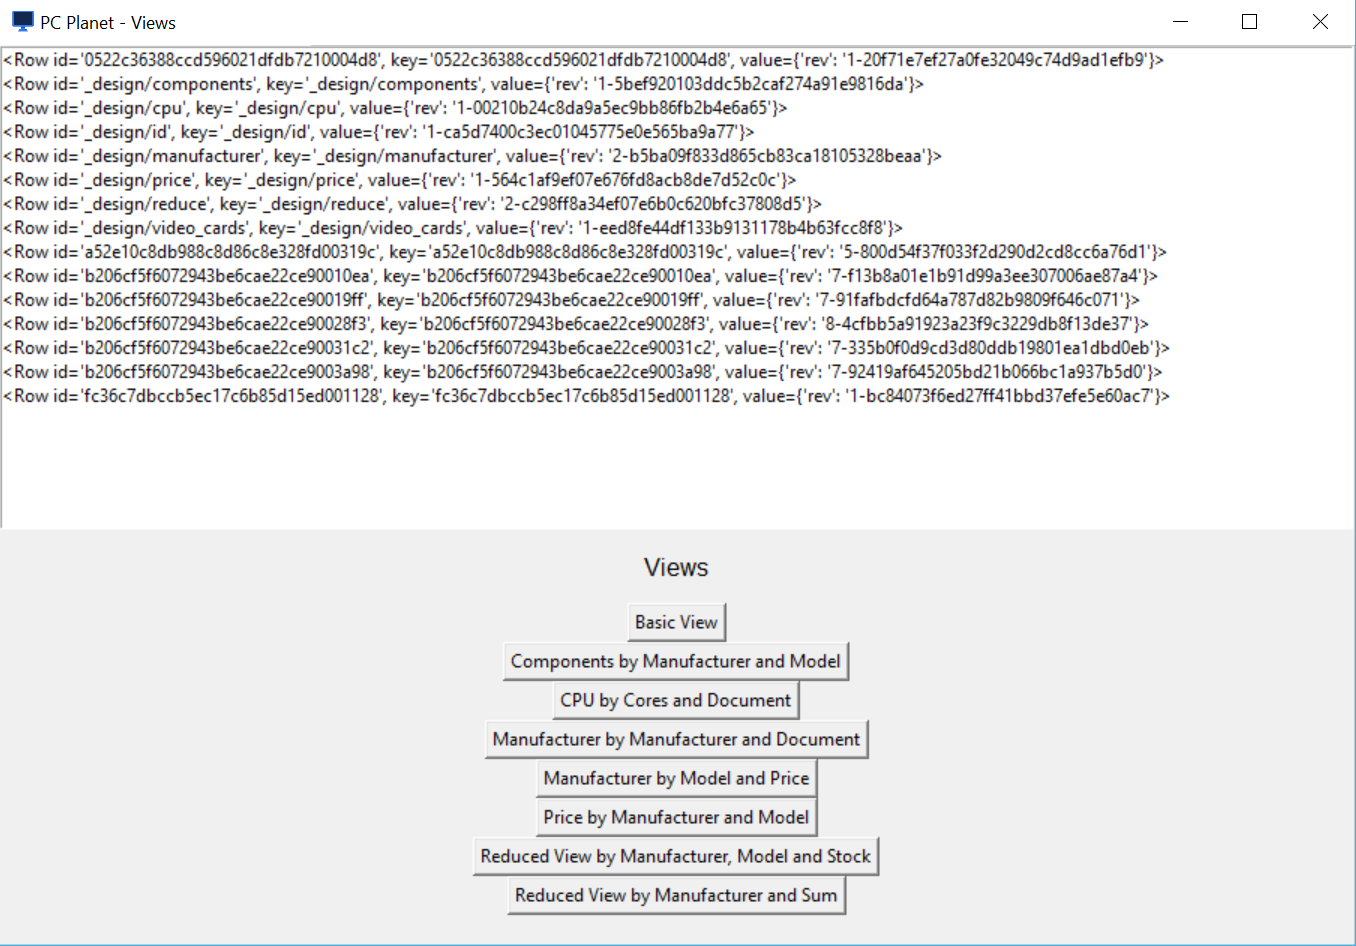 PC Planet - Views
<Row id='0522c36388ccd596021dfdb7210004d8', key='0522c36388ccd596021dfdb7210004d8', value={'rev': '1-20f71e7ef27a0fe32049c74d9ad1efb9'}>
<Row id='_design/components', key='_design/components', value={'rev': '1-5bef920103ddc5b2caf274a91e9816da'}>
<Row id='_design/cpu', key='_design/cpu', value={'rev': '1-00210b24c8da9a5ec9bb86fb2b4e6a65'}>
<Row id='_design/id', key='_design/id', value={'rev': '1-ca5d7400c3ec01045775e0e565ba9a77'}>
<Row id='_design/manufacturer', key='_design/manufacturer', value={'rev': '2-b5ba09f833d865cb83ca18105328beaa'}>
<Row id='_design/price', key='_design/price', value={'rev': '1-564c1af9ef07e676fd8acb8de7d52c0c'}>
<Row id='_design/reduce', key='_design/reduce', value={'rev': '2-c298ff8a34ef07e6b0c620bfc37808d5'}>
<Row id='_design/video_cards', key='_design/video_cards', value={'rev': '1-eed8fe44df133b9131178b4b63fcc8f8'}>
<Row id='a52e10c8db988c8d86c8e328fd00319c', key='a52e10c8db988c8d86c8e328fd00319c', value={'rev': '5-800d54f37f033f2d290d2cd8cc6a76d1'}>
<Row id='b206cf5f6072943be6cae22ce90010ea', key='b206cf5f6072943be6cae22ce90010ea', value={'rev': '7-f13b8a01e1b91d99a3ee307006ae87a4'}>
<Row id='b206cf5f6072943be6cae22ce90019ff', key='b206cf5f6072943be6cae22ce90019ff', value={'rev': '7-91fafbdcfd64a787d82b9809f646c071'}>
<Row id='b206cf5f6072943be6cae22ce90028f3', key='b206cf5f6072943be6cae22ce90028f3', value={'rev': '8-4cfbb5a91923a23f9c3229db8f13de37'}>
<Row id='b206cf5f6072943be6cae22ce90031c2', key='b206cf5f6072943be6cae22ce90031c2', value={'rev': '7-335b0f0d9cd3d80ddb19801ea1dbd0eb'}>
<Row id='b206cf5f6072943be6cae22ce9003a98', key='b206cf5f6072943be6cae22ce9003a98', value={'rev': '7-92419af645205bd21b066bc1a937b5d0'}>
<Row id='fc36c7dbccb5ec17c6b85d15ed001128', key='fc36c7dbccb5ec17c6b85d15ed001128', value={'rev': '1-bc84073f6ed27ff41bbd37efe5e60ac7'}>
Views
Basic View
Components by Manufacturer and Model
CPU by Cores and Document
Manufacturer by Manufacturer and Document
Manufacturer by Model and Price
Price by Manufacturer and Model
Reduced View by Manufacturer, Model and Stock
Reduced View by Manufacturer and Sum